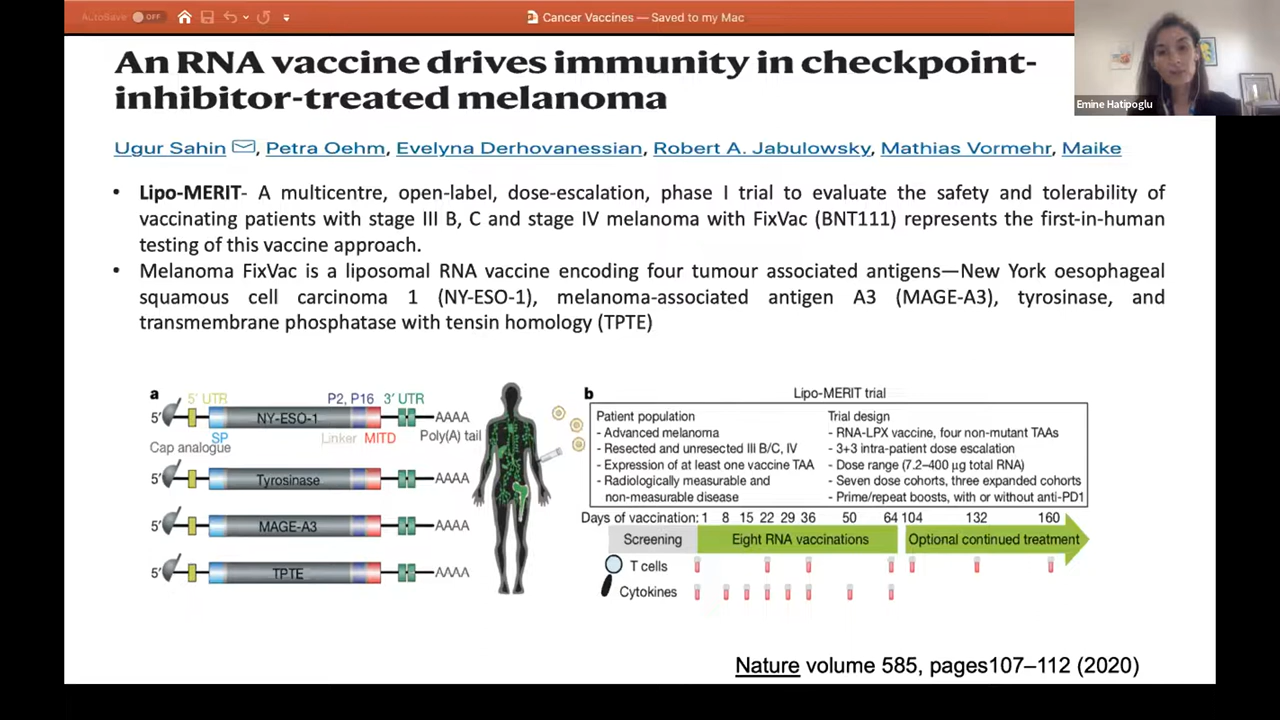 AutoSave OFF
Cancer Vaccines — Saved to my Mac
An RNA vaccine drives immunity in checkpoint-
inhibitor-treated melanoma
Emine Hatipoglu
Ugur Sahin, Petra Oehm, Evelyna Derhovanessian, Robert A. Jabulowsky, Mathias Vormehr, Maike
• Lipo-MERIT- A multicentre, open-label, dose-escalation, phase I trial to evaluate the safety and tolerability of
vaccinating patients with stage III B, C and stage IV melanoma with FixVac (BNT111) represents the first-in-human
testing of this vaccine approach.
• Melanoma FixVac is a liposomal RNA vaccine encoding four tumour associated antigens—New York oesophageal
squamous cell carcinoma 1 (NY-ESO-1), melanoma-associated antigen A3 (MAGE-A3), tyrosinase, and
transmembrane phosphatase with tensin homology (TPTE)
a
5′ UTR P2, P16 3′ UTR
5′ NY-ESO-1 AAAA
SP Linker MITD Poly(A) tail
Cap analogue
5′ Tyrosinase AAAA
5′ MAGE-A3 AAAA
5′ TPTE AAAA
b
Lipo-MERIT trial
Patient population
- Advanced melanoma
- Resected and unresected III B/C, IV
- Expression of at least one vaccine TAA
- Radiologically measurable and
non-measurable disease
Trial design
- RNA-LPX vaccine, four non-mutant TAAs
- 3+3 intra-patient dose escalation
- Dose range (7.2–400 μg total RNA)
- Seven dose cohorts, three expanded cohorts
- Prime/repeat boosts, with or without anti-PD1
Days of vaccination: 1 8 15 22 29 36 50 64 104 132 160
Screening Eight RNA vaccinations Optional continued treatment
T cells
Cytokines
Nature volume 585, pages107–112 (2020)